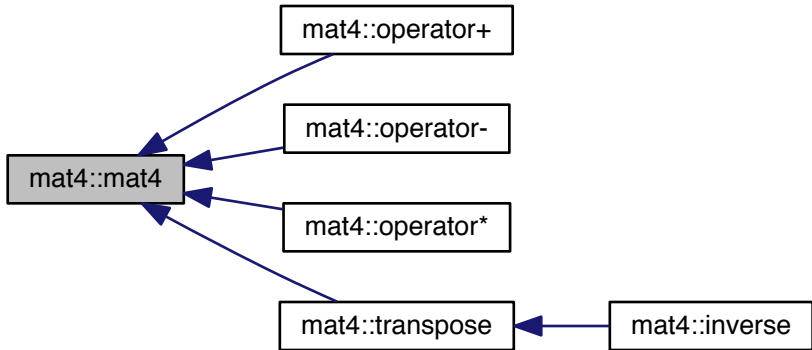 mat4::operator+
mat4::operator-
mat4::mat4
mat4::operator*
mat4::transpose
mat4::inverse